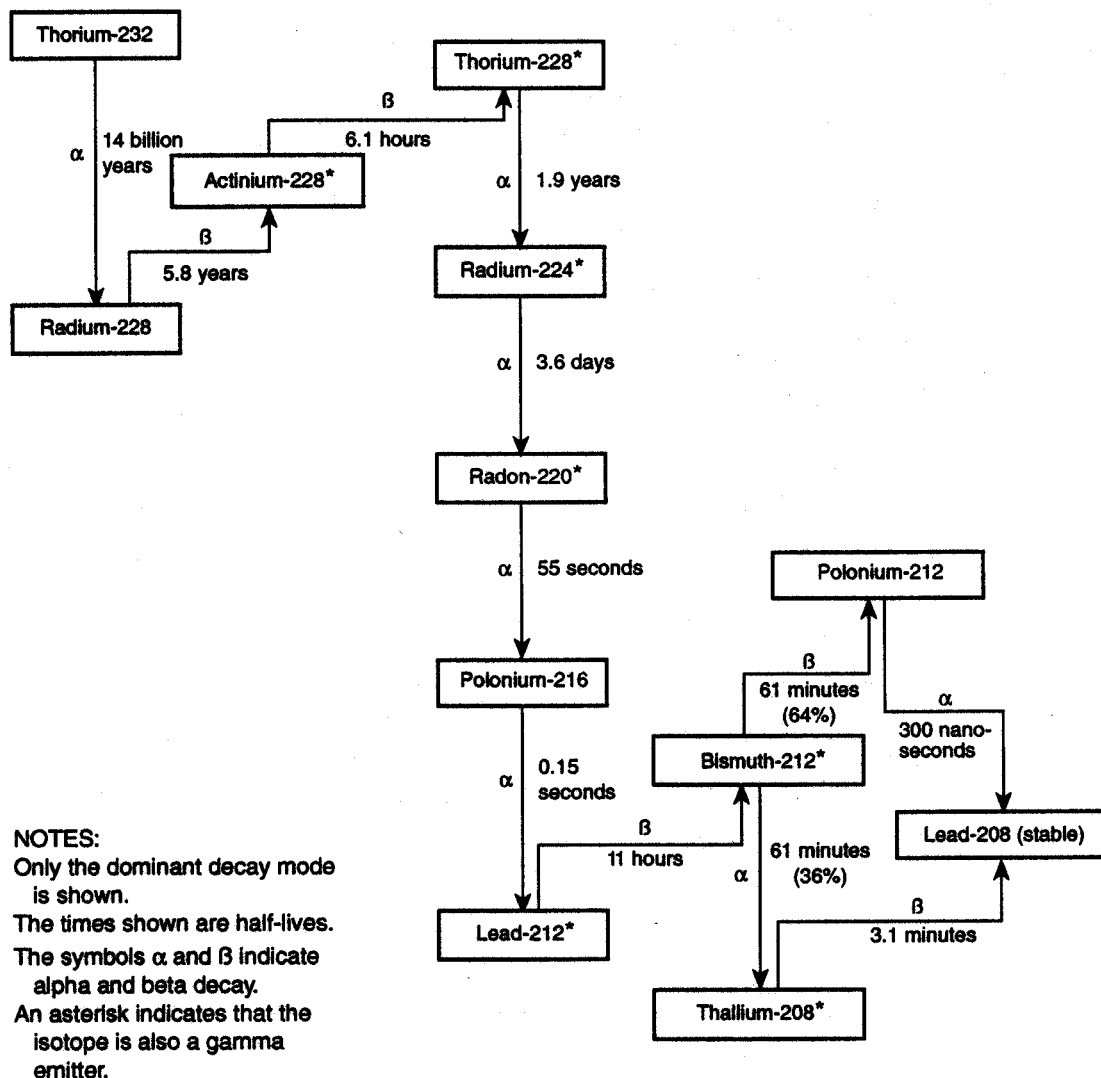 Thorium-232
α
14 billion
years
Radium-228
β
5.8 years
Actinium-228*
β
6.1 hours
Thorium-228*
α
1.9 years
Radium-224*
α
3.6 days
Radon-220*
α
55 seconds
Polonium-216
α
0.15
seconds
Lead-212*
β
11 hours
Bismuth-212*
β
61 minutes
(64%)
Polonium-212
α
300 nano-
seconds
α
61 minutes
(36%)
Thallium-208*
β
3.1 minutes
Lead-208 (stable)
NOTES:
Only the dominant decay mode
is shown.
The times shown are half-lives.
The symbols α and β indicate
alpha and beta decay.
An asterisk indicates that the
isotope is also a gamma
emitter.